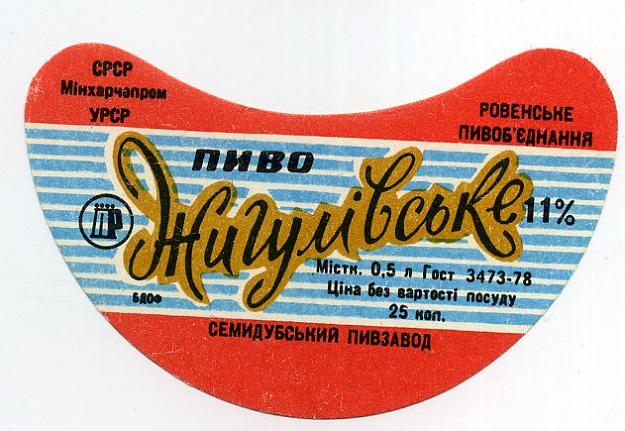 СРСР
Мінхарчопром
УРСР
РОВЕНСЬКЕ
ПИВОБ'ЄДНАННЯ
ПИВО
Жигулівське
11%
Містк. 0,5 л Гост 3473-78
Ціна без вартості посуду
25 коп.
БДОФ
СЕМИДУБСЬКИЙ ПИВЗАВОД